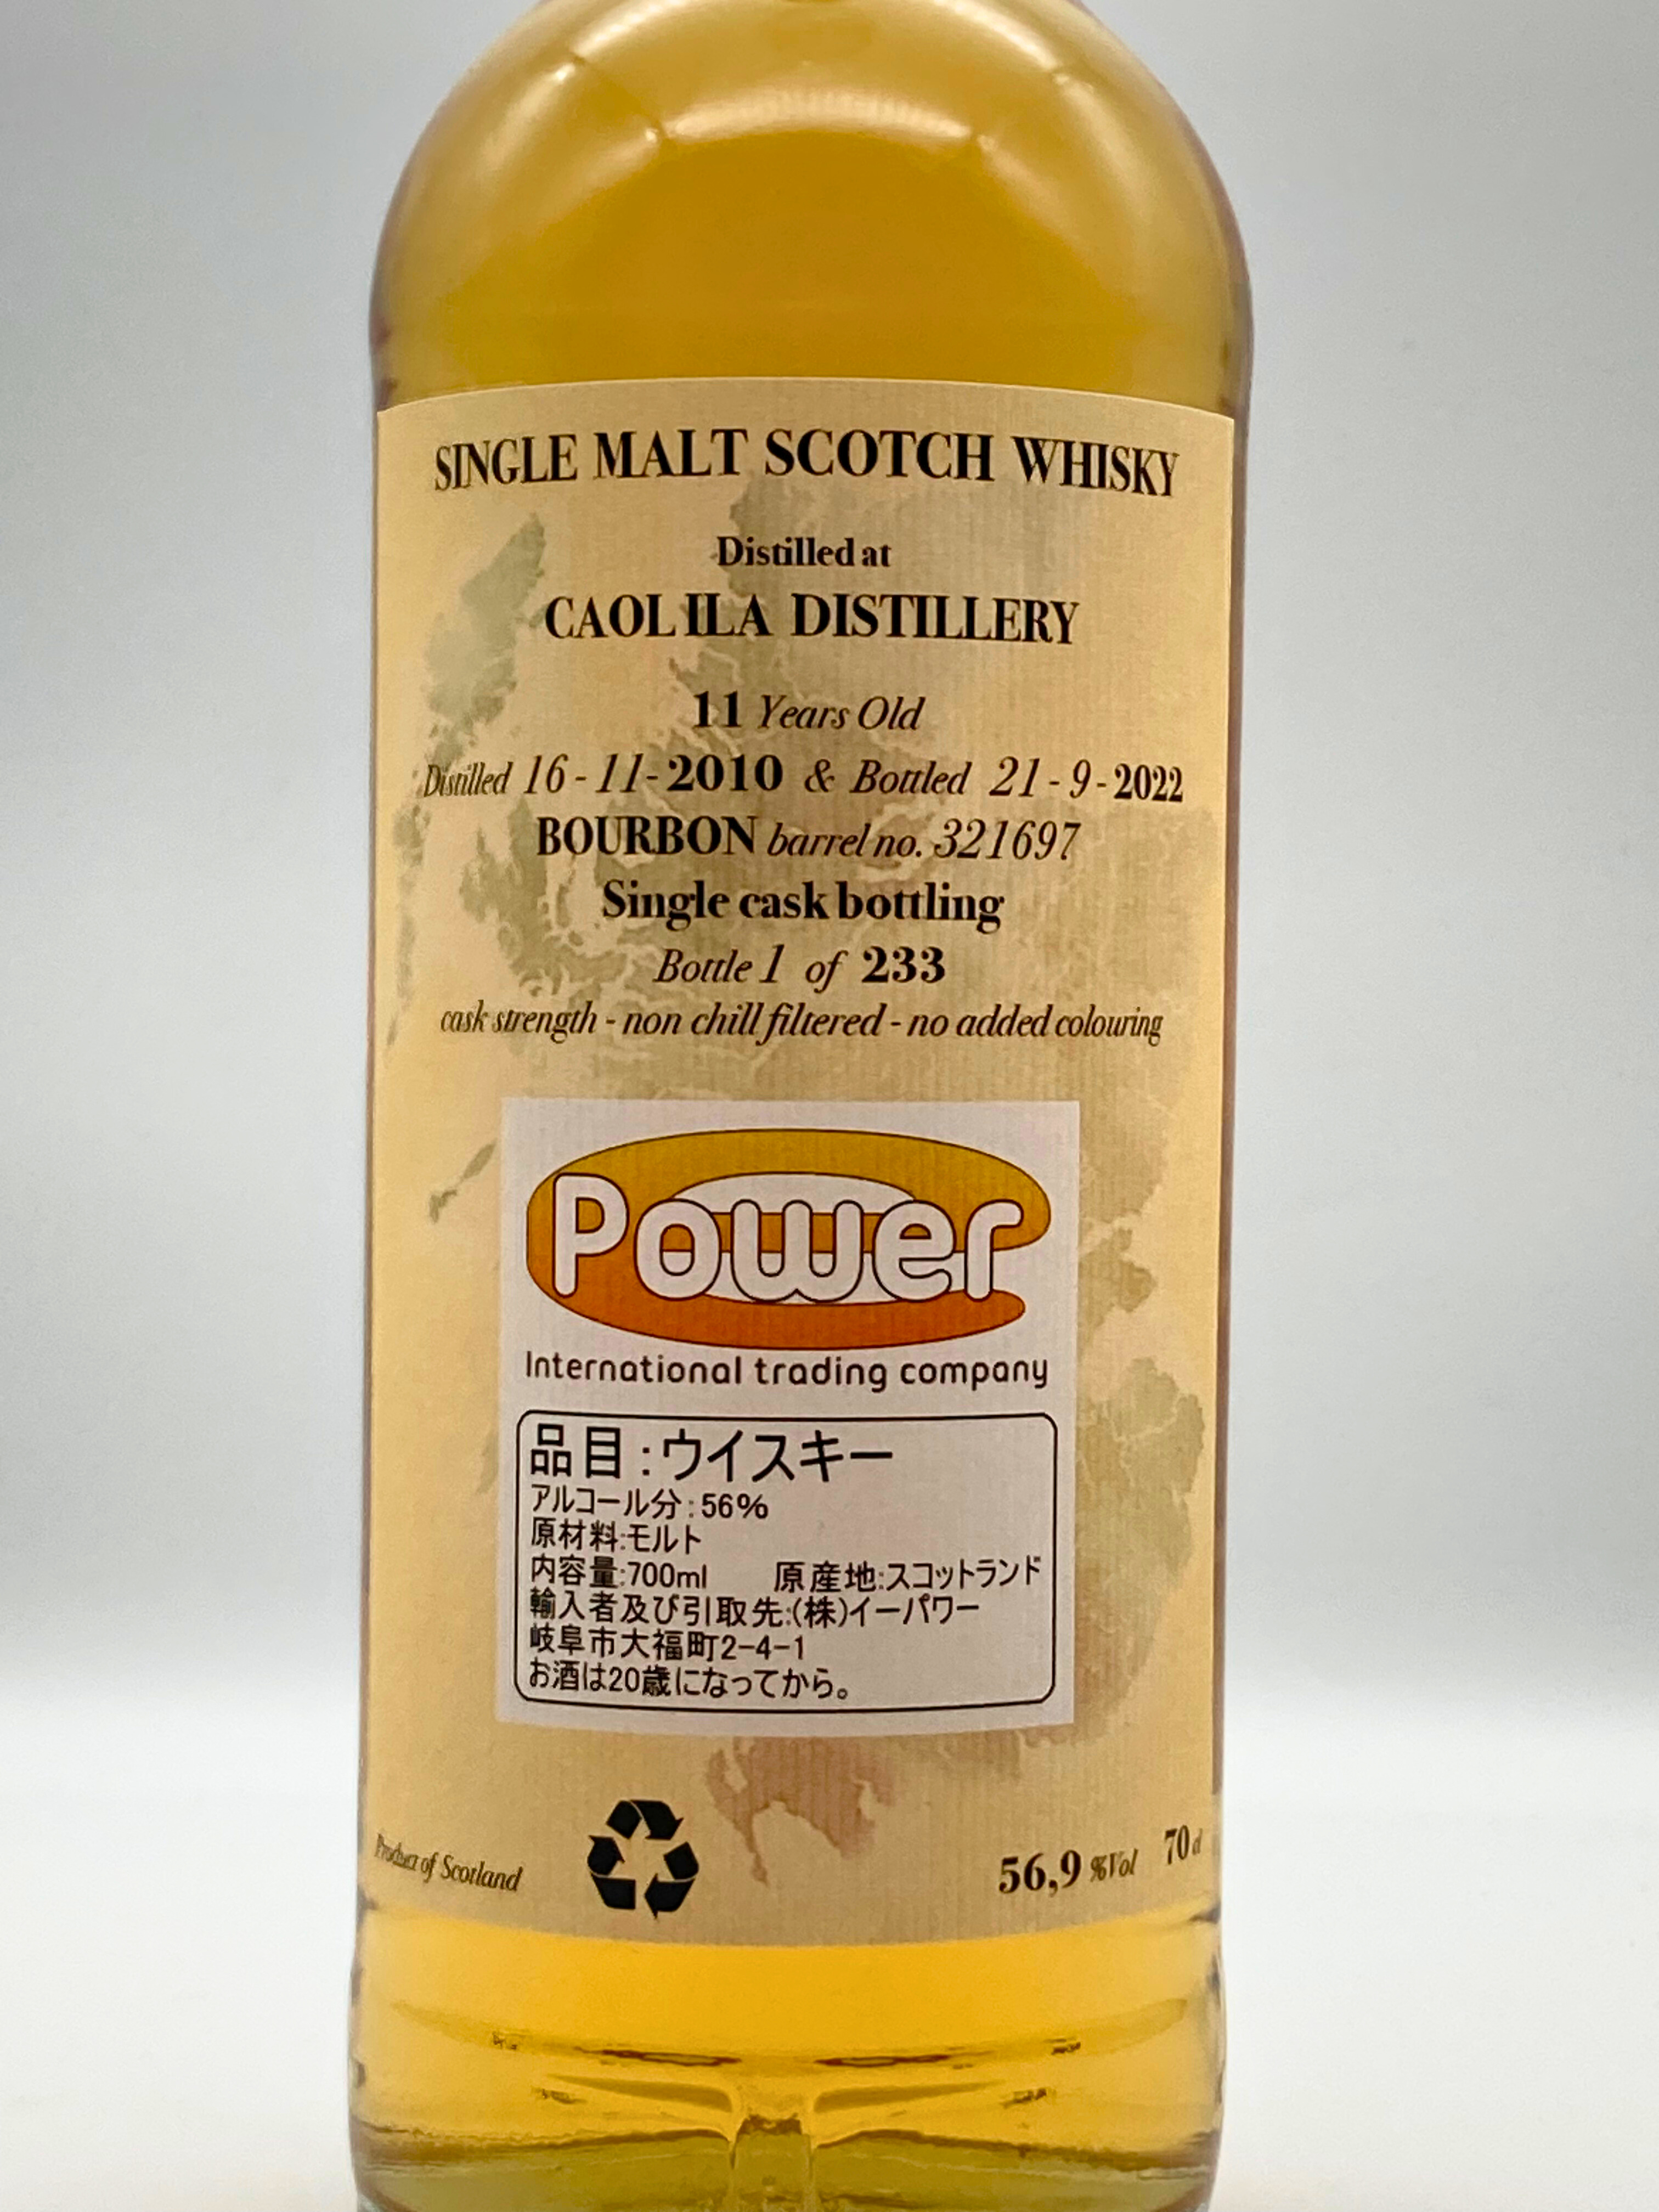 SINGLE MALT SCOTCH WHISKY
Distilled at
CAOL ILA DISTILLERY
11 Years Old
Distilled 16 - 11- 2010 & Bottled 21 - 9 - 2022
BOURBON barrel no. 321697
Single cask bottling
Bottle 1 of 233
cask strength - non chill filtered - no added colouring
Power
International trading company
品目:ウイスキー
アルコール分:56%
原材料:モルト
内容量:700ml 原産地:スコットランド
輸入者及び引取先:(株)イーパワー
岐阜市大福町2-4-1
お酒は20歳になってから。
Product of Scotland
56,9 %Vol 70